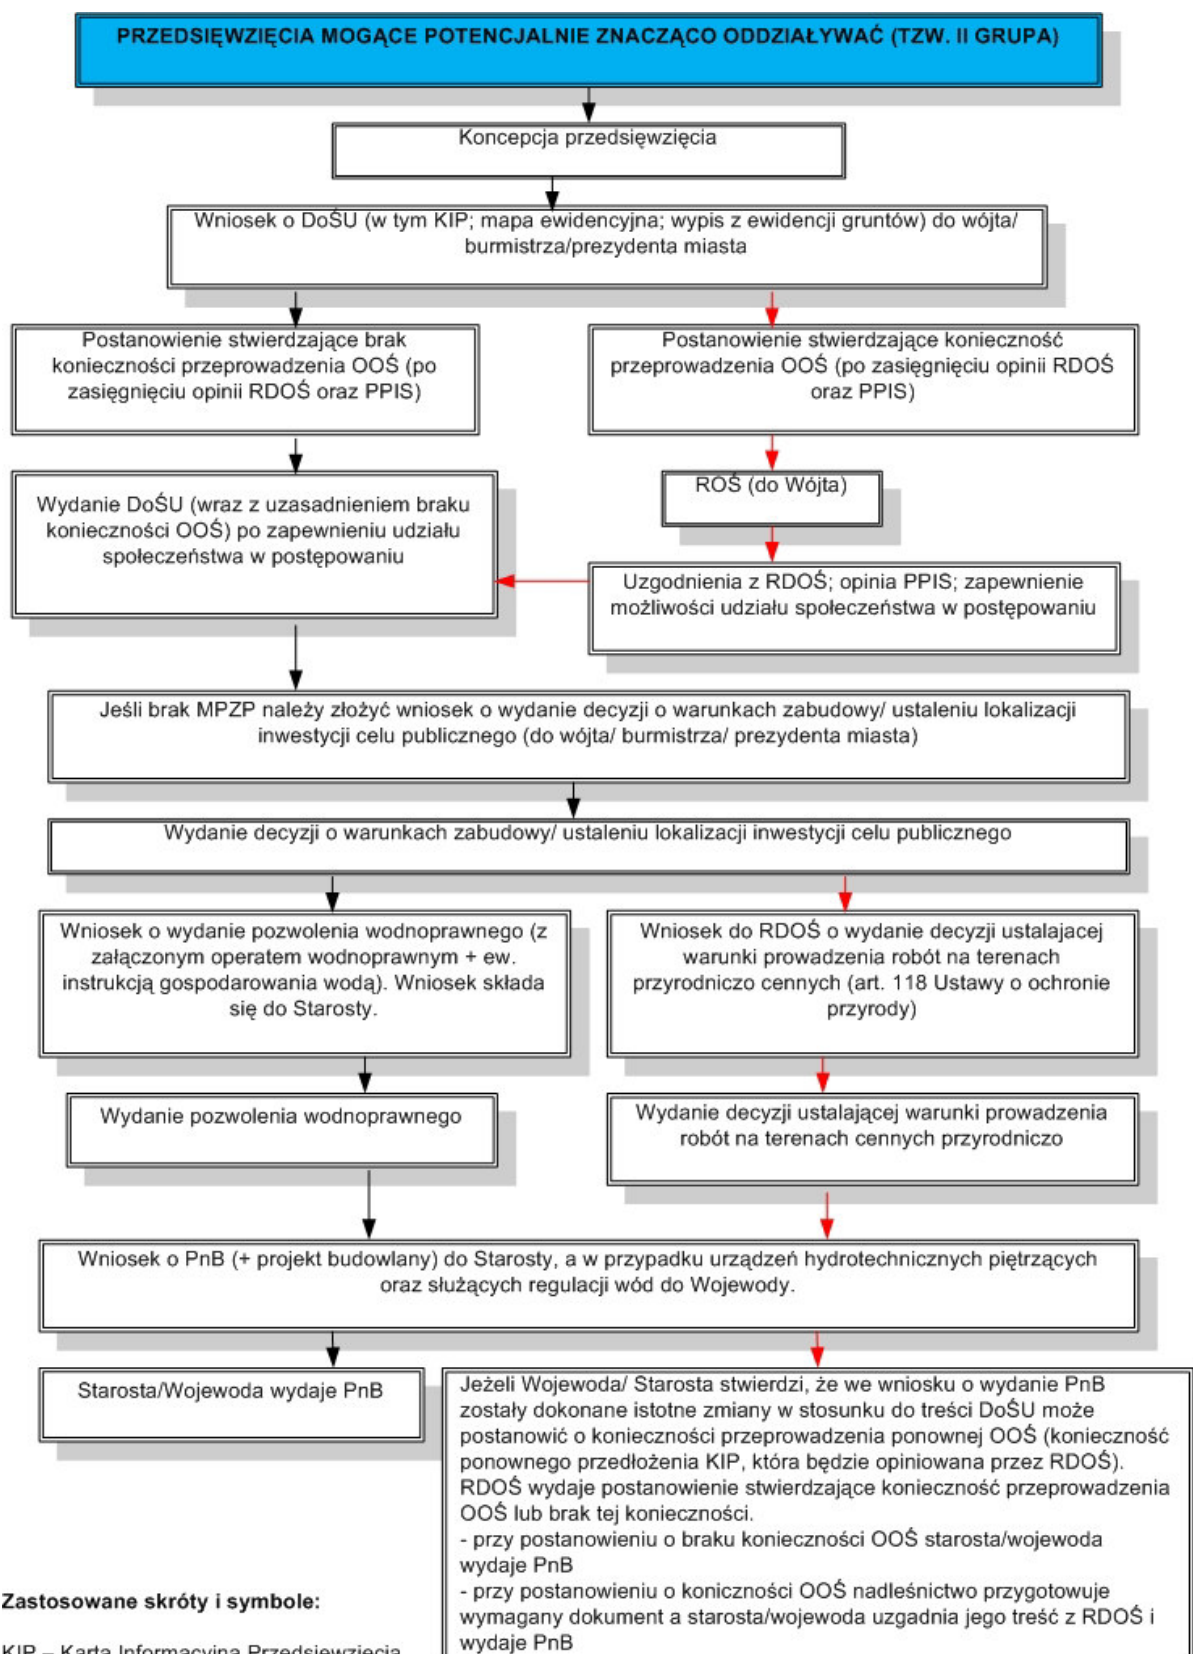 PRZEDSIĘWZIĘCIA MOGĄCE POTENCJALNIE ZNACZĄCO ODDZIAŁYWAĆ (TZW. II GRUPA)
Koncepcja przedsięwzięcia
Wniosek o DoŚU (w tym KIP; mapa ewidencyjna; wypis z ewidencji gruntów) do wójta/
burmistrza/prezydenta miasta
Postanowienie stwierdzające brak
konieczności przeprowadzenia OOŚ (po
zasięgnięciu opinii RDOŚ oraz PPIS)
Postanowienie stwierdzające konieczność
przeprowadzenia OOŚ (po zasięgnięciu opinii RDOŚ
oraz PPIS)
Wydanie DoŚU (wraz z uzasadnieniem braku
konieczności OOŚ) po zapewnieniu udziału
społeczeństwa w postępowaniu
ROŚ (do Wójta)
Uzgodnienia z RDOŚ; opinia PPIS; zapewnienie
możliwości udziału społeczeństwa w postępowaniu
Jeśli brak MPZP należy złożyć wniosek o wydanie decyzji o warunkach zabudowy/ ustaleniu lokalizacji
inwestycji celu publicznego (do wójta/ burmistrza/ prezydenta miasta)
Wydanie decyzji o warunkach zabudowy/ ustaleniu lokalizacji inwestycji celu publicznego
Wniosek o wydanie pozwolenia wodnoprawnego (z
załączonym operatem wodnoprawnym + ew.
instrukcją gospodarowania wodą). Wniosek składa
się do Starosty.
Wniosek do RDOŚ o wydanie decyzji ustalajacej
warunki prowadzenia robót na terenach
przyrodniczo cennych (art. 118 Ustawy o ochronie
przyrody)
Wydanie pozwolenia wodnoprawnego
Wydanie decyzji ustalającej warunki prowadzenia
robót na terenach cennych przyrodniczo
Wniosek o PnB (+ projekt budowlany) do Starosty, a w przypadku urządzeń hydrotechnicznych piętrzących
oraz służących regulacji wód do Wojewody.
Starosta/Wojewoda wydaje PnB
Jeżeli Wojewoda/ Starosta stwierdzi, że we wniosku o wydanie PnB
zostały dokonane istotne zmiany w stosunku do treści DoŚU może
postanowić o konieczności przeprowadzenia ponownej OOŚ (konieczność
ponownego przedłożenia KIP, która będzie opiniowana przez RDOŚ).
RDOŚ wydaje postanowienie stwierdzające konieczność przeprowadzenia
OOŚ lub brak tej konieczności.
- przy postanowieniu o braku konieczności OOŚ starosta/wojewoda
wydaje PnB
- przy postanowieniu o koniczności OOŚ nadleśnictwo przygotowuje
wymagany dokument a starosta/wojewoda uzgadnia jego treść z RDOŚ i
wydaje PnB
Zastosowane skróty i symbole:
KIP – Karta Informacyjna Przedsięwzięcia